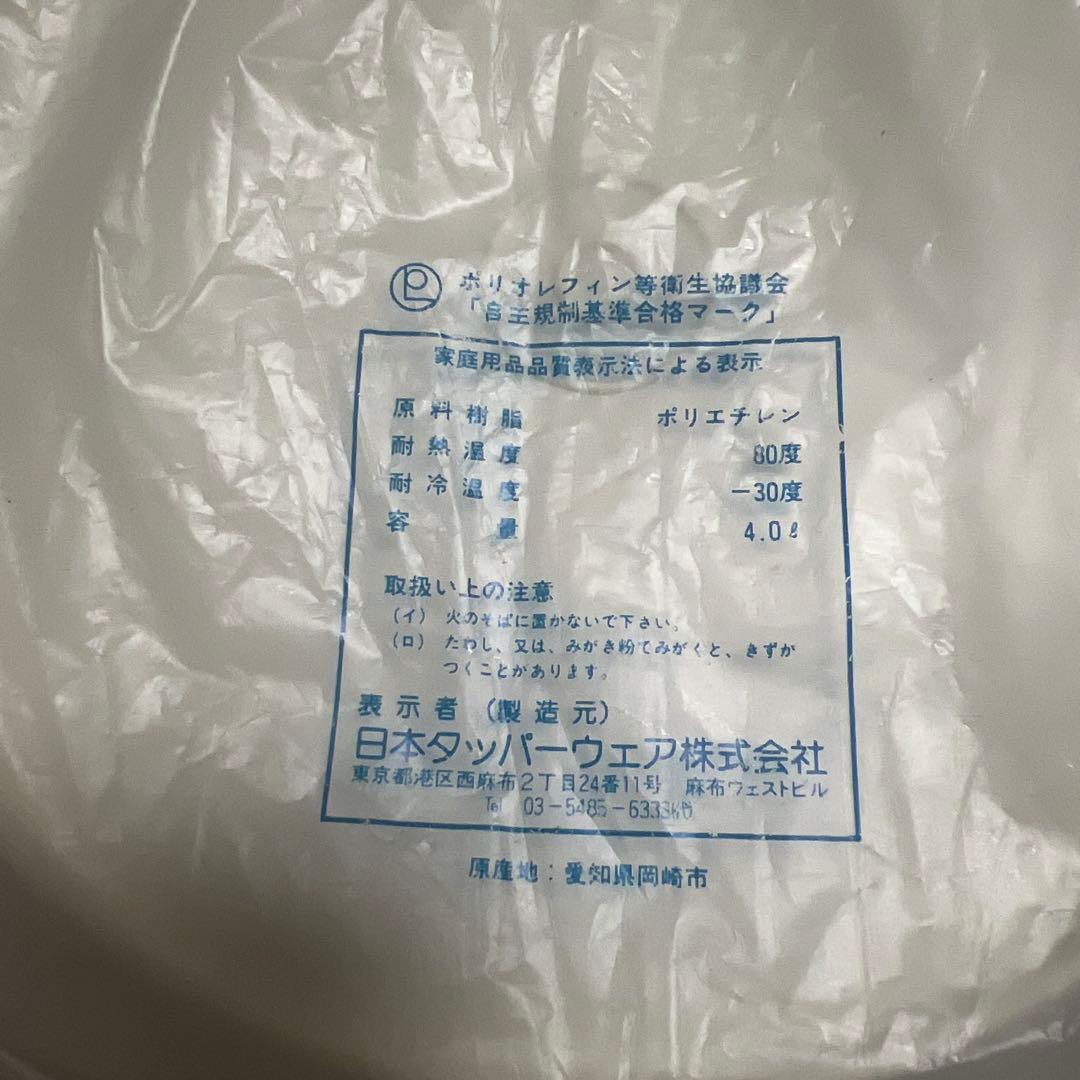 ポリオレフィン等衛生協議会
「自主規制基準合格マーク」
家庭用品品質表示法による表示
原料樹脂 ポリエチレン
耐熱温度 80度
耐冷温度 -30度
容量 4.0ℓ
取扱い上の注意
(イ) 火のそばに置かないで下さい。
(ロ) たわし、又は、みがき粉でみがくと、きずが
つくことがあります。
表示者 (製造元)
日本タッパーウェア株式会社
東京都港区西麻布2丁目24番11号 麻布ウェストビル
Tel 03-5485-6333㈹
原産地:愛知県岡崎市